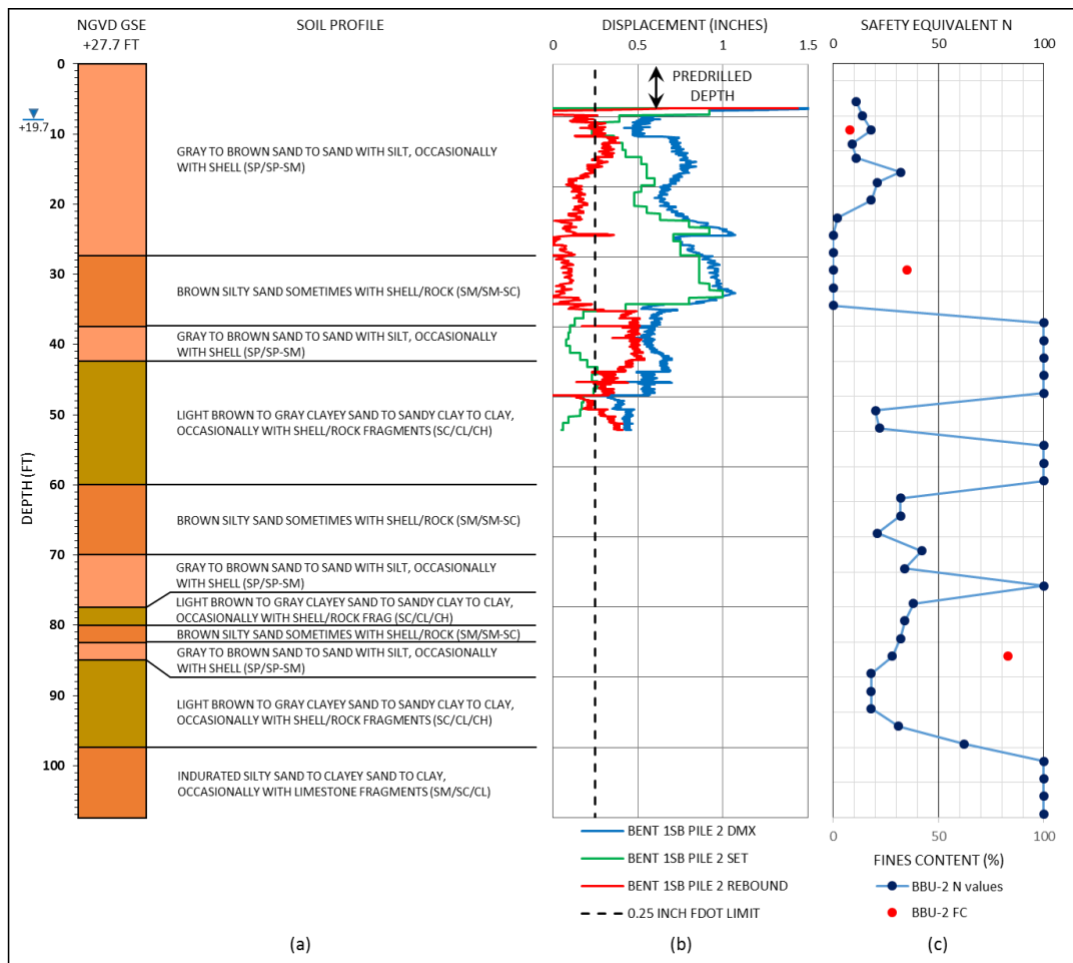 NGVD GSE
+27.7 FT
SOIL PROFILE
DISPLACEMENT (INCHES)
SAFETY EQUIVALENT N
0 0.5 1 1.5
0 50 100
DEPTH (FT)
0
10
20
30
40
50
60
70
80
90
100
+19.7
GRAY TO BROWN SAND TO SAND WITH SILT, OCCASIONALLY
WITH SHELL (SP/SP-SM)
BROWN SILTY SAND SOMETIMES WITH SHELL/ROCK (SM/SM-SC)
GRAY TO BROWN SAND TO SAND WITH SILT, OCCASIONALLY
WITH SHELL (SP/SP-SM)
LIGHT BROWN TO GRAY CLAYEY SAND TO SANDY CLAY TO CLAY,
OCCASIONALLY WITH SHELL/ROCK FRAGMENTS (SC/CL/CH)
BROWN SILTY SAND SOMETIMES WITH SHELL/ROCK (SM/SM-SC)
GRAY TO BROWN SAND TO SAND WITH SILT, OCCASIONALLY
WITH SHELL (SP/SP-SM)
LIGHT BROWN TO GRAY CLAYEY SAND TO SANDY CLAY TO CLAY,
OCCASIONALLY WITH SHELL/ROCK FRAG (SC/CL/CH)
BROWN SILTY SAND SOMETIMES WITH SHELL/ROCK (SM/SM-SC)
GRAY TO BROWN SAND TO SAND WITH SILT, OCCASIONALLY
WITH SHELL (SP/SP-SM)
LIGHT BROWN TO GRAY CLAYEY SAND TO SANDY CLAY TO CLAY,
OCCASIONALLY WITH SHELL/ROCK FRAGMENTS (SC/CL/CH)
INDURATED SILTY SAND TO CLAYEY SAND TO CLAY,
OCCASIONALLY WITH LIMESTONE FRAGMENTS (SM/SC/CL)
PREDRILLED
DEPTH
BENT 1SB PILE 2 DMX
BENT 1SB PILE 2 SET
BENT 1SB PILE 2 REBOUND
0.25 INCH FDOT LIMIT
0 50 100
FINES CONTENT (%)
BBU-2 N values
BBU-2 FC
(a)
(b)
(c)